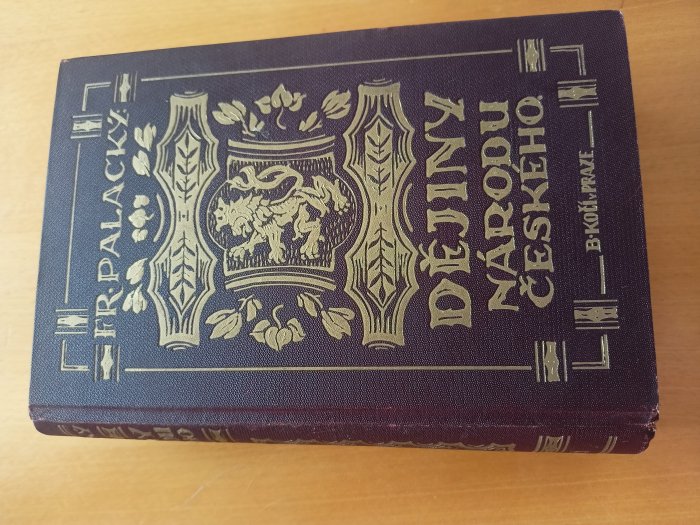 FR. PALACKÝ:
DĚJINY
NÁRODU
ČESKÉHO.
B. KOČÍ V PRAZE